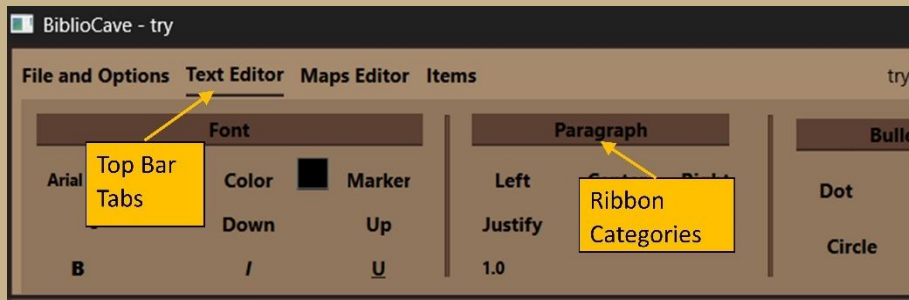 BiblioCave - try
File and Options Text Editor Maps Editor Items try
Font Paragraph
Top Bar
Tabs
Arial Color Marker Left Dot
Ribbon
Categories
Down Up Justify Circle
B I U 1.0